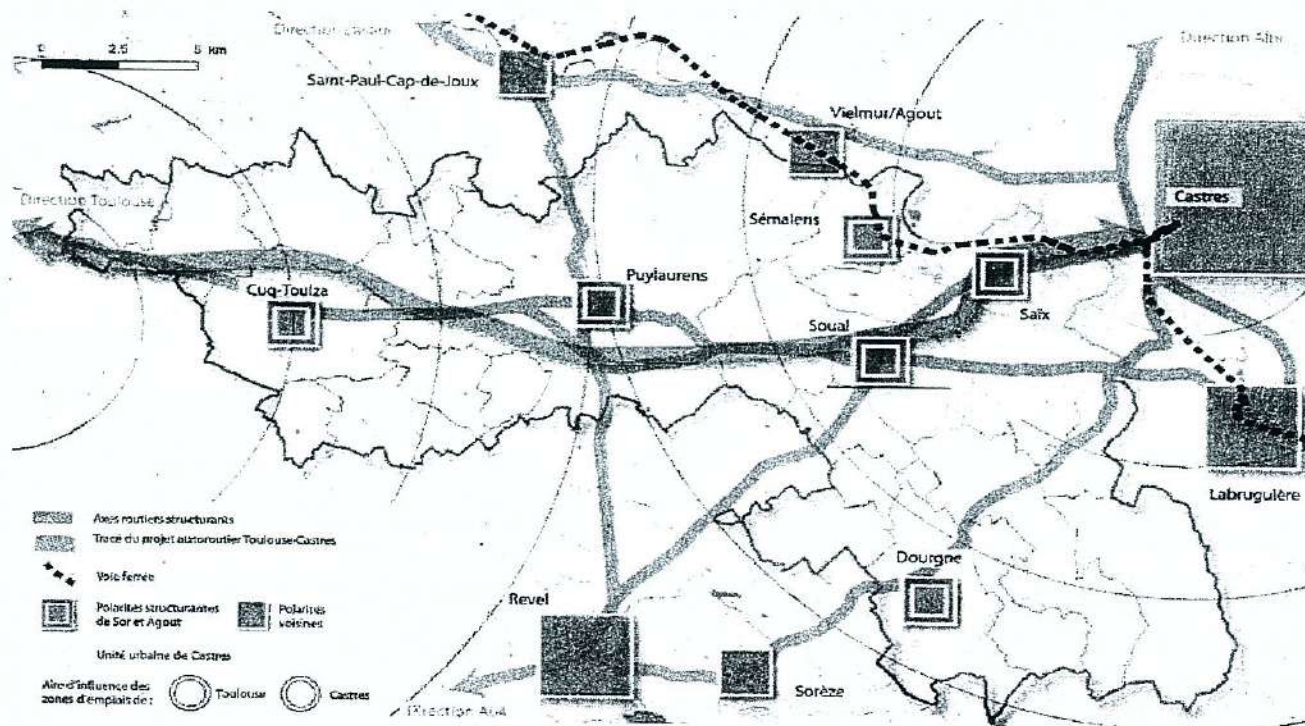 0 2.5 5 km
Direction Lavaur
Saint-Paul-Cap-de-Joux
Direction Albi
Vielmur/Agout
Castres
Direction Toulouse
Sémalens
Puylaurens
Cuq-Toulza
Saïx
Soual
Labruguière
Dourgne
Revel
Sorèze
Direction A64
Axes routiers structurants
Tracé du projet autoroutier Toulouse-Castres
Voie ferrée
Polarités structurantes
de Sor et Agout
Polarités
voisines
Unité urbaine de Castres
Aire d'influence des
zones d'emplois de :
Toulouse
Castres